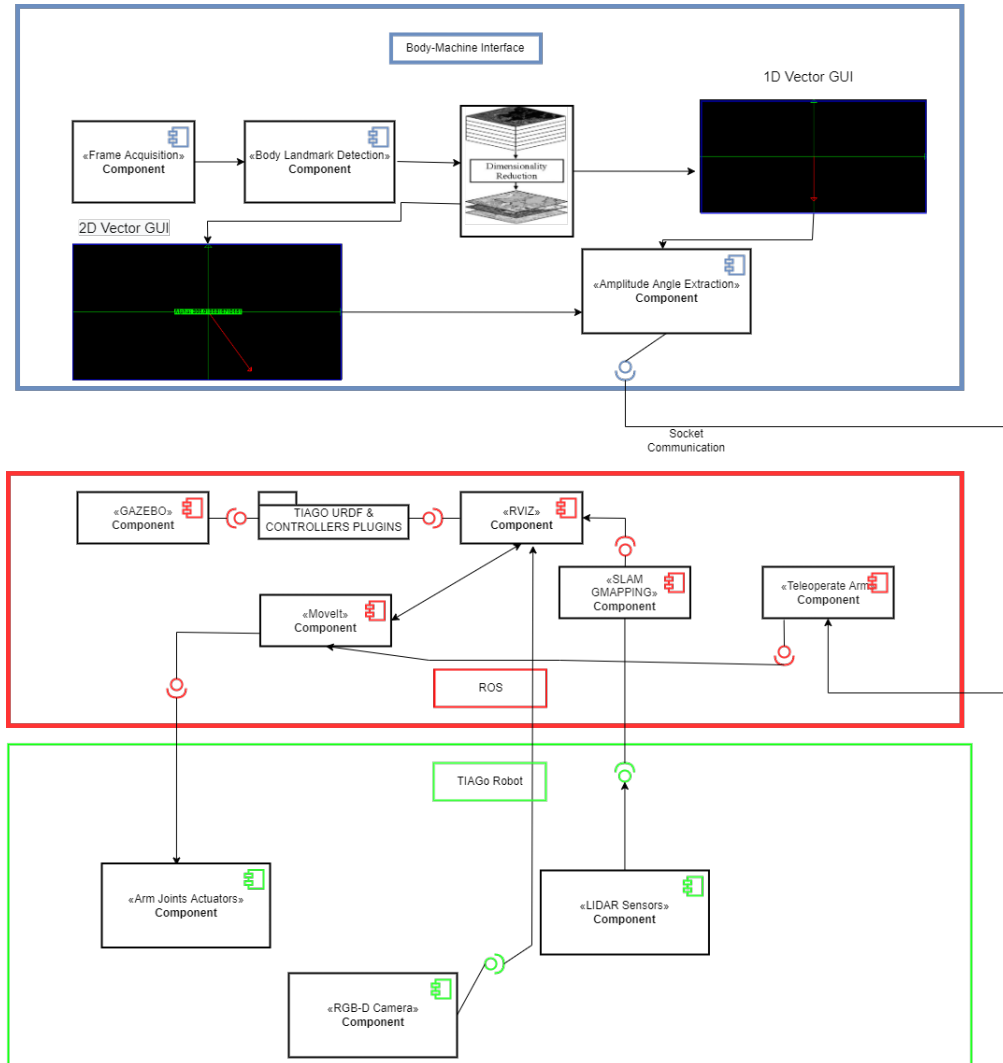 Body-Machine Interface
1D Vector GUI
«Frame Acquisition»
Component
«Body Landmark Detection»
Component
Dimensionality
Reduction
2D Vector GUI
«Amplitude Angle Extraction»
Component
Socket
Communication
«GAZEBO»
Component
TIAGO URDF &
CONTROLLERS PLUGINS
«RVIZ»
Component
«SLAM
GMAPPING»
Component
«Teleoperate Arm
Component
«MoveIt»
Component
ROS
TIAGo Robot
«Arm Joints Actuators»
Component
«LIDAR Sensors»
Component
«RGB-D Camera»
Component